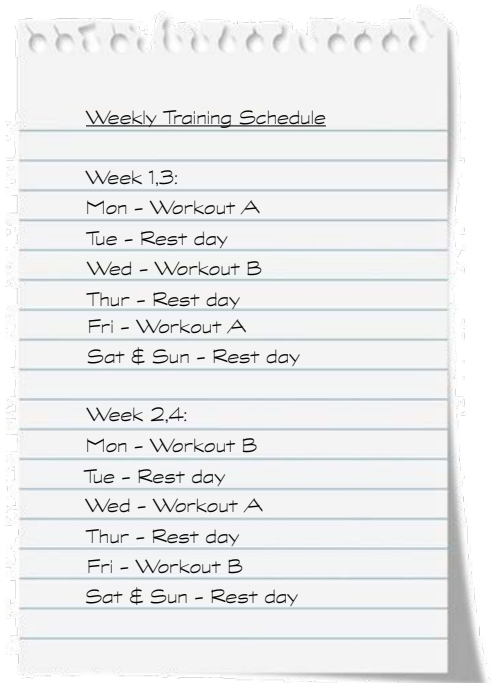 Weekly Training Schedule
Week 1,3:
Mon - Workout A
Tue - Rest day
Wed - Workout B
Thur - Rest day
Fri - Workout A
Sat & Sun - Rest day
Week 2,4:
Mon - Workout B
Tue - Rest day
Wed - Workout A
Thur - Rest day
Fri - Workout B
Sat & Sun - Rest day